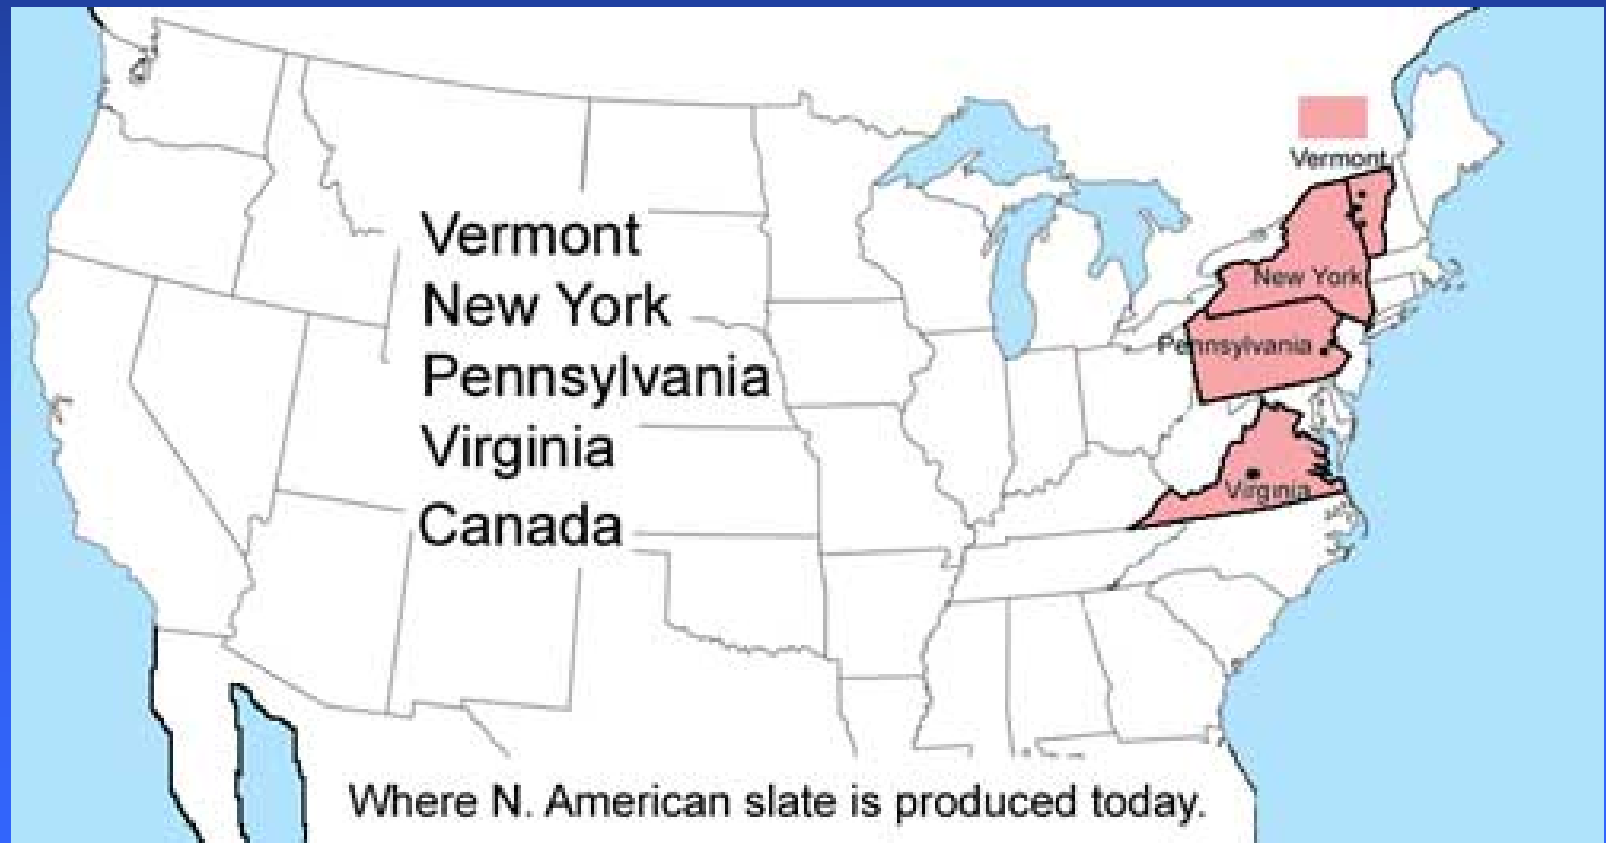 Vermont
Vermont
New York
New York
Pennsylvania
Pennsylvania
Virginia
Virginia
Canada
Where N. American slate is produced today.